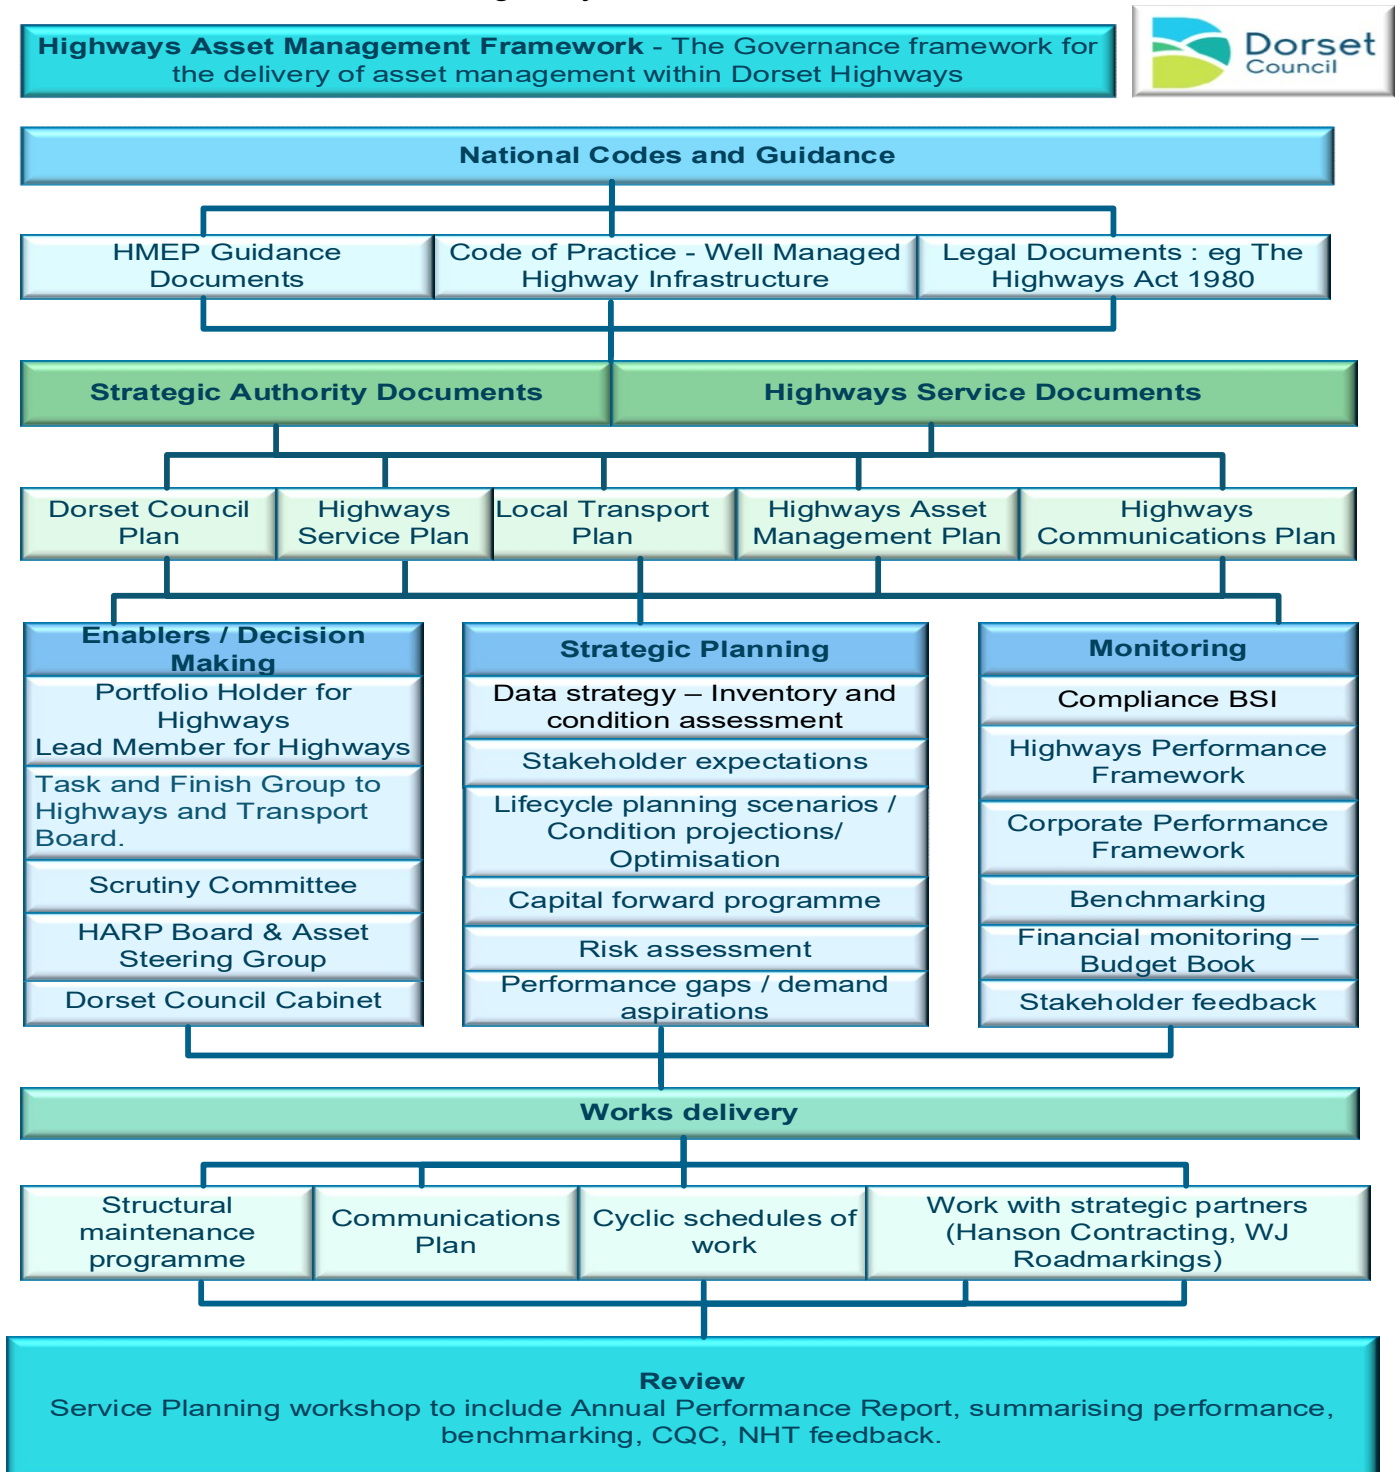 Highways Asset Management Framework - The Governance framework for
the delivery of asset management within Dorset Highways
Dorset
Council
National Codes and Guidance
HMEP Guidance
Documents
Code of Practice - Well Managed
Highway Infrastructure
Legal Documents : eg The
Highways Act 1980
Strategic Authority Documents
Highways Service Documents
Dorset Council
Plan
Highways
Service Plan
Local Transport
Plan
Highways Asset
Management Plan
Highways
Communications Plan
Enablers / Decision
Making
Portfolio Holder for
Highways
Lead Member for Highways
Task and Finish Group to
Highways and Transport
Board.
Scrutiny Committee
HARP Board & Asset
Steering Group
Dorset Council Cabinet
Strategic Planning
Data strategy – Inventory and
condition assessment
Stakeholder expectations
Lifecycle planning scenarios /
Condition projections/
Optimisation
Capital forward programme
Risk assessment
Performance gaps / demand
aspirations
Monitoring
Compliance BSI
Highways Performance
Framework
Corporate Performance
Framework
Benchmarking
Financial monitoring –
Budget Book
Stakeholder feedback
Works delivery
Structural
maintenance
programme
Communications
Plan
Cyclic schedules of
work
Work with strategic partners
(Hanson Contracting, WJ
Roadmarkings)
Review
Service Planning workshop to include Annual Performance Report, summarising performance,
benchmarking, CQC, NHT feedback.